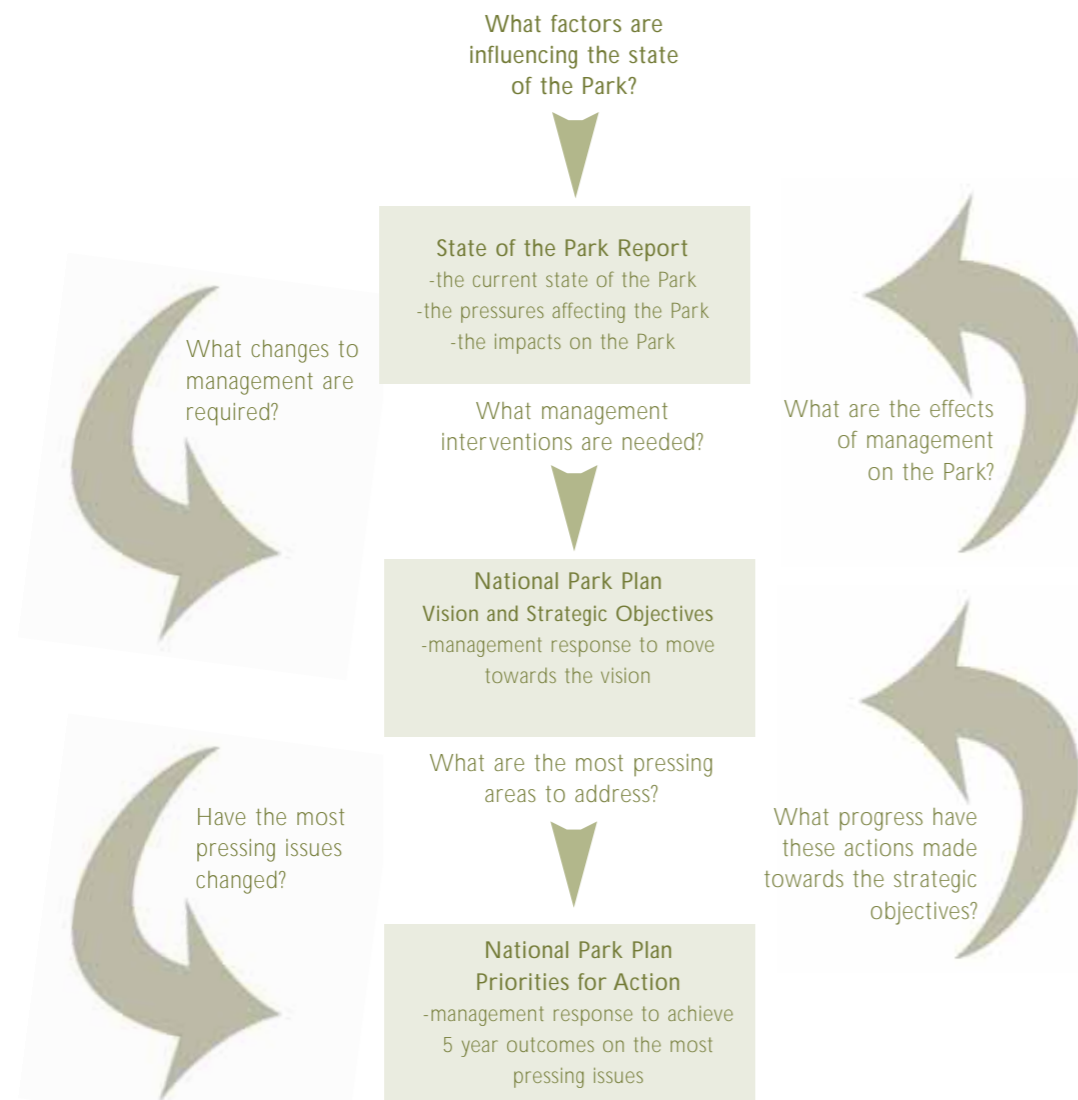 What factors are
influencing the state
of the Park?
State of the Park Report
-the current state of the Park
-the pressures affecting the Park
-the impacts on the Park
What changes to
management are
required?
What management
interventions are needed?
What are the effects
of management
on the Park?
National Park Plan
Vision and Strategic Objectives
-management response to move
towards the vision
What are the most pressing
areas to address?
Have the most
pressing issues
changed?
What progress have
these actions made
towards the strategic
objectives?
National Park Plan
Priorities for Action
-management response to achieve
5 year outcomes on the most
pressing issues